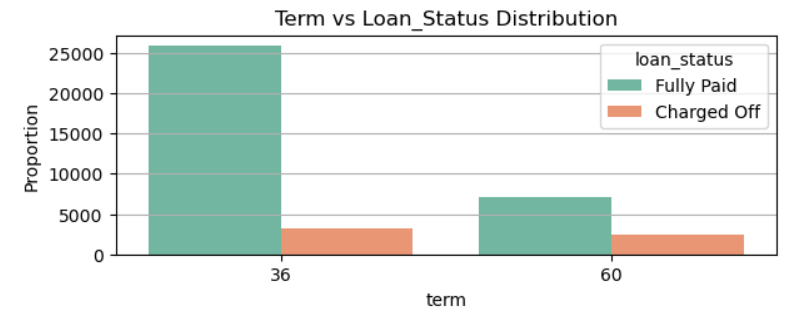 Term vs Loan_Status Distribution
25000
20000
15000
10000
5000
0
Proportion
loan_status
Fully Paid
Charged Off
36
60
term